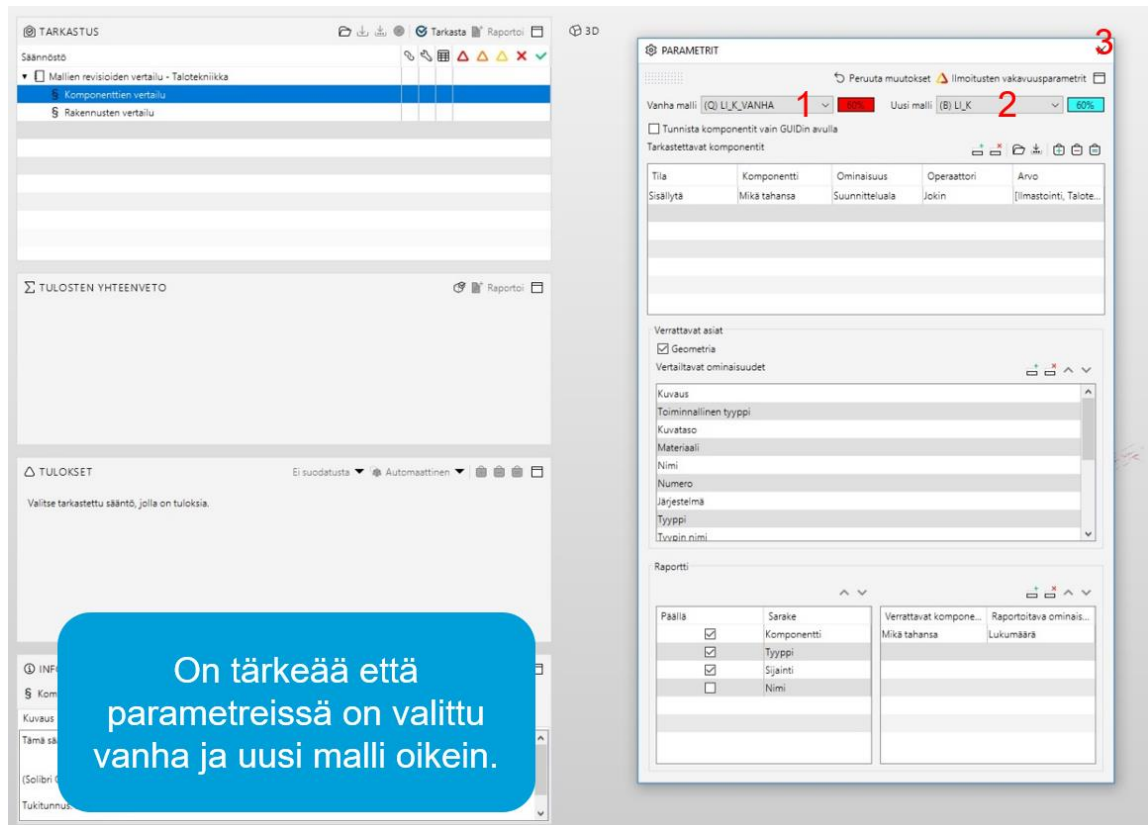 TARKASTUS
Tarkasta
Raportoi
Säännöstö
Mallien revisioiden vertailu - Talotekniikka
§ Komponenttien vertailu
§ Rakennusten vertailu
∑ TULOSTEN YHTEENVETO
Raportoi
TULOKSET
Ei suodatusta
Automaattinen
Valitse tarkastettu sääntö, jolla on tuloksia.
INF
§ Kom
Kuvaus
Tämä sä
(Solibri
Tukitunnus:
On tärkeää että
parametreissä on valittu
vanha ja uusi malli oikein.
3D
PARAMETRIT
3
Peruuta muutokset
Ilmoitusten vakavuusparametrit
Vanha malli (Q) LI_K_VANHA 1 60% Uusi malli (B) LI_K 2 60%
Tunnista komponentit vain GUIDin avulla
Tarkastettavat komponentit
Tila Komponentti Ominaisuus Operaattori Arvo
Sisällytä Mikä tahansa Suunnitteluala Jokin [Ilmastointi, Talote...
Verrattavat asiat
Geometria
Vertailtavat ominaisuudet
Kuvaus
Toiminnallinen tyyppi
Kuvataso
Materiaali
Nimi
Numero
Järjestelmä
Tyyppi
Tyypin nimi
Raportti
Päällä Sarake
Komponentti
Tyyppi
Sijainti
Nimi
Verrattavat kompone... Raportoitava ominais...
Mikä tahansa Lukumäärä